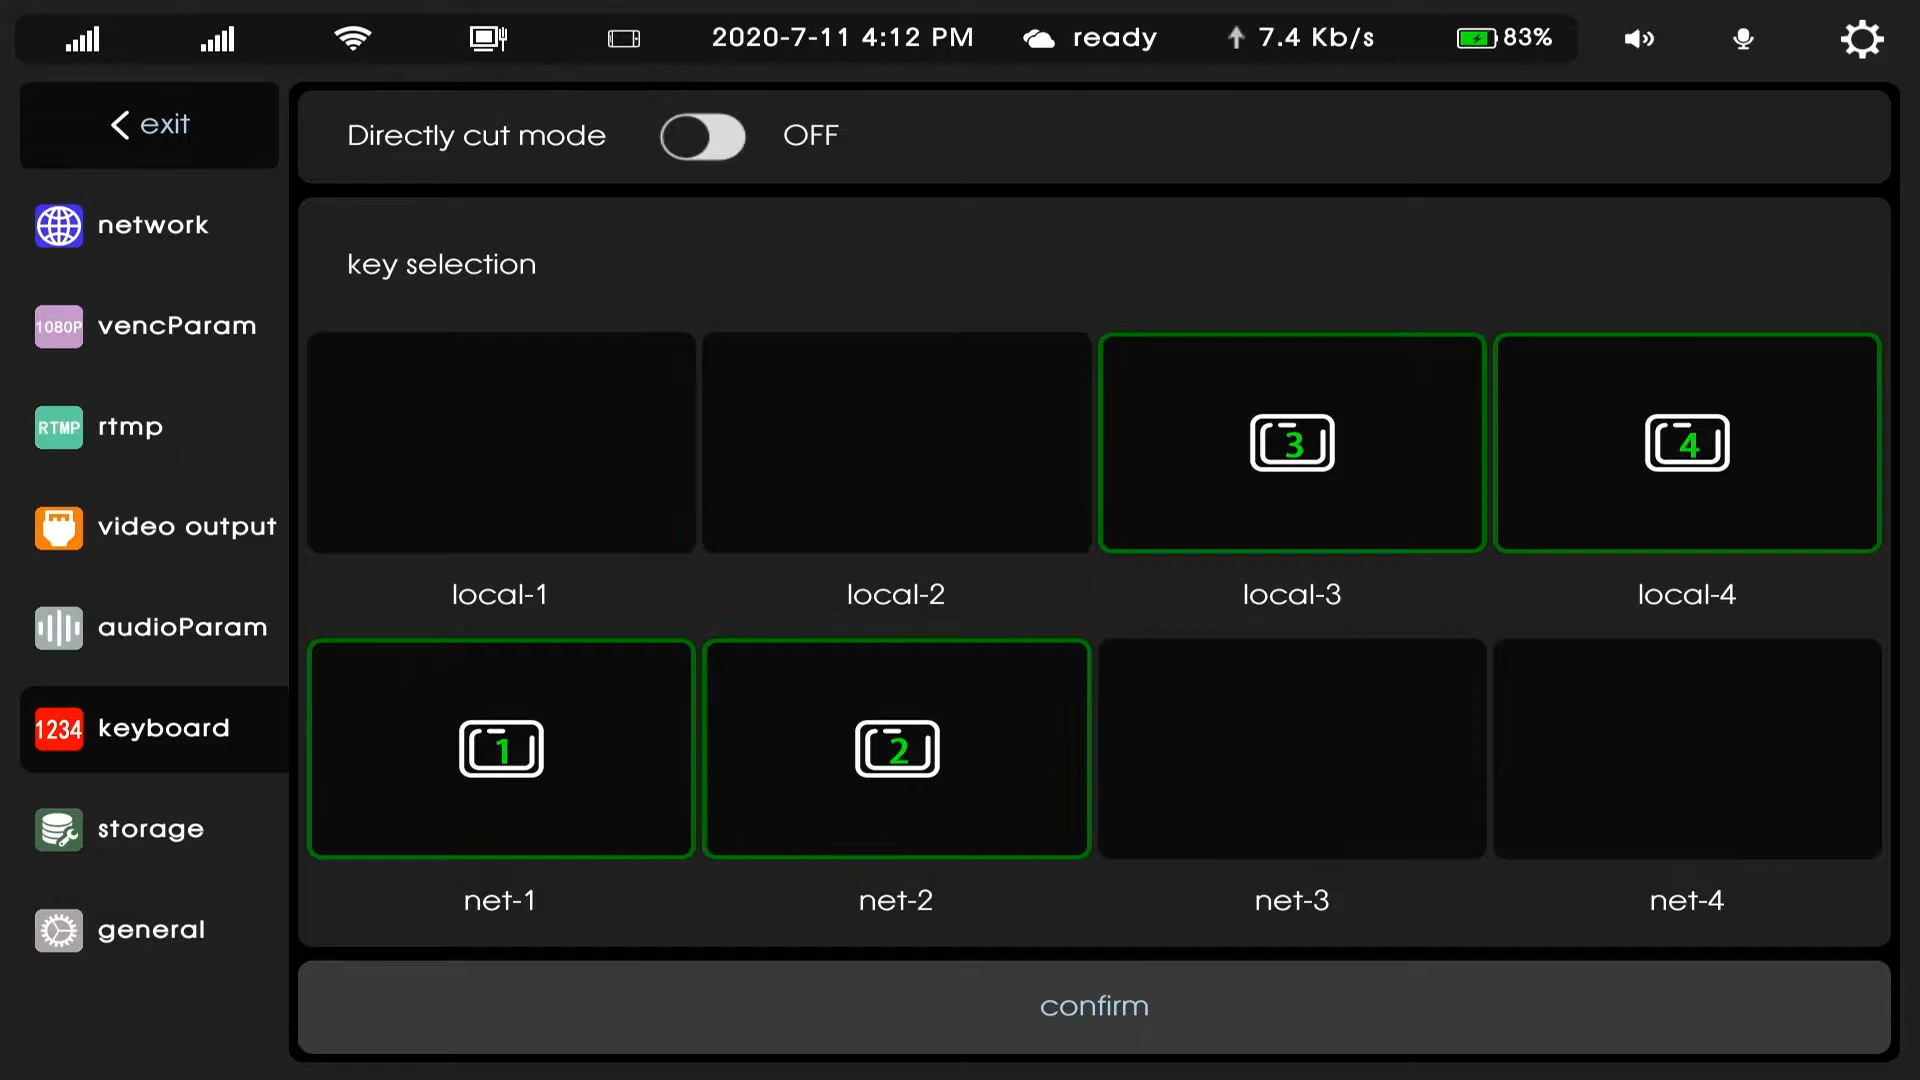 2020-7-11 4:12 PM ready 7.4 Kb/s 83%
exit
Directly cut mode OFF
network
key selection
1080P vencParam
RTMP rtmp
3 4
video output
local-1 local-2 local-3 local-4
audioParam
1234 keyboard
1 2
storage
net-1 net-2 net-3 net-4
general
confirm